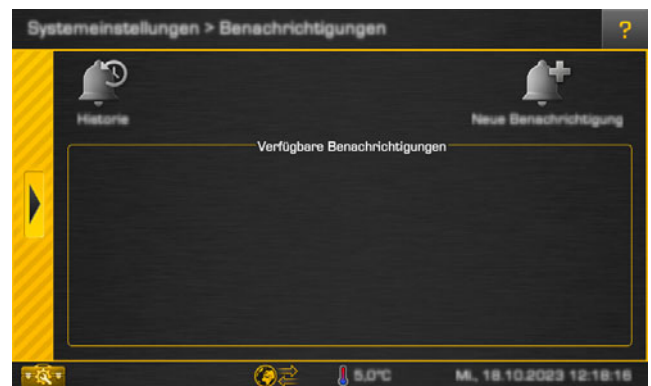 Systemeinstellungen > Benachrichtigungen
?
Historie
Neue Benachrichtigung
Verfügbare Benachrichtigungen
5,0°C
Mi., 18.10.2023 12:18:16